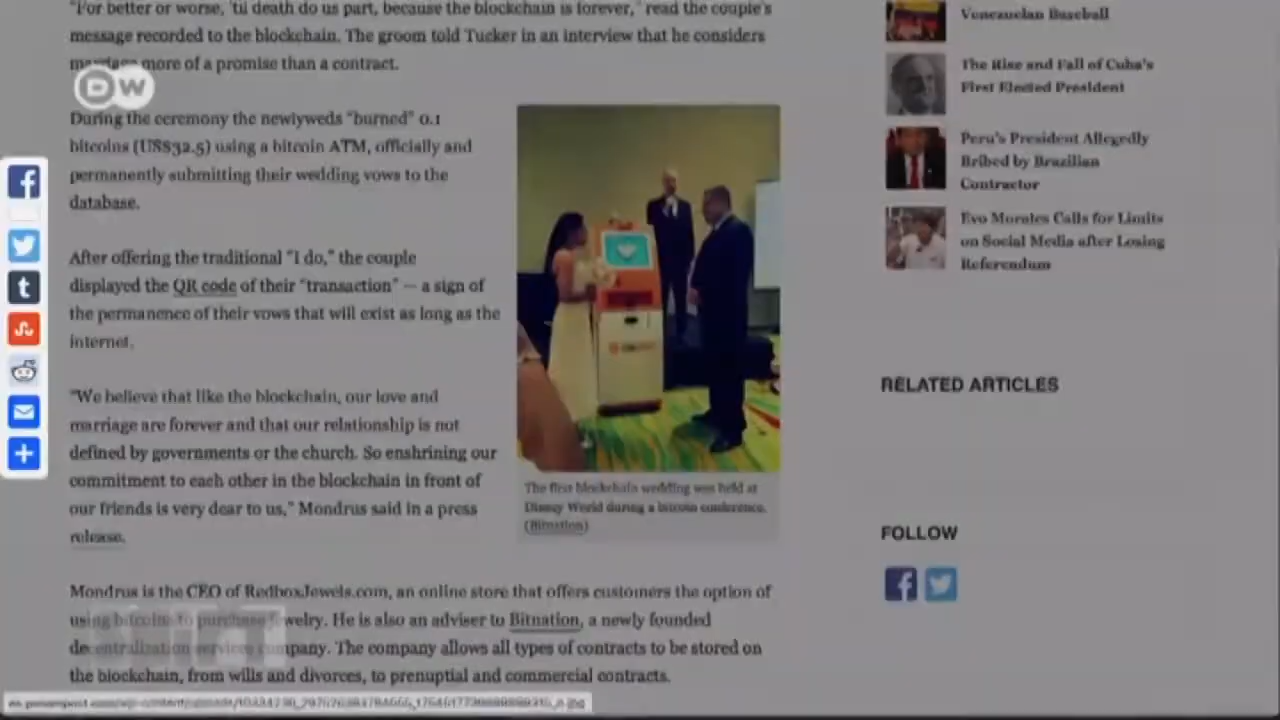 "For better or worse, 'til death do us part, because the blockchain is forever," read the couple's
message recorded to the blockchain. The groom told Tucker in an interview that he considers
marriage more of a promise than a contract.
DW
During the ceremony the newlyweds "burned" 0.1
bitcoins (US$32.5) using a bitcoin ATM, officially and
permanently submitting their wedding vows to the
database.
After offering the traditional "I do," the couple
displayed the QR code of their "transaction" — a sign of
the permanence of their vows that will exist as long as the
internet.
"We believe that like the blockchain, our love and
marriage are forever and that our relationship is not
defined by governments or the church. So enshrining our
commitment to each other in the blockchain in front of
our friends is very dear to us," Mondrus said in a press
release.
The first blockchain wedding was held at
Disney World during a bitcoin conference.
(Bitnation)
Mondrus is the CEO of RedboxJewels.com, an online store that offers customers the option of
using bitcoins to purchase jewelry. He is also an adviser to Bitnation, a newly founded
decentralization services company. The company allows all types of contracts to be stored on
the blockchain, from wills and divorces, to prenuptial and commercial contracts.
SHIFT
Venezuelan Baseball
The Rise and Fall of Cuba's
First Elected President
Peru's President Allegedly
Bribed by Brazilian
Contractor
Evo Morales Calls for Limits
on Social Media after Losing
Referendum
RELATED ARTICLES
FOLLOW